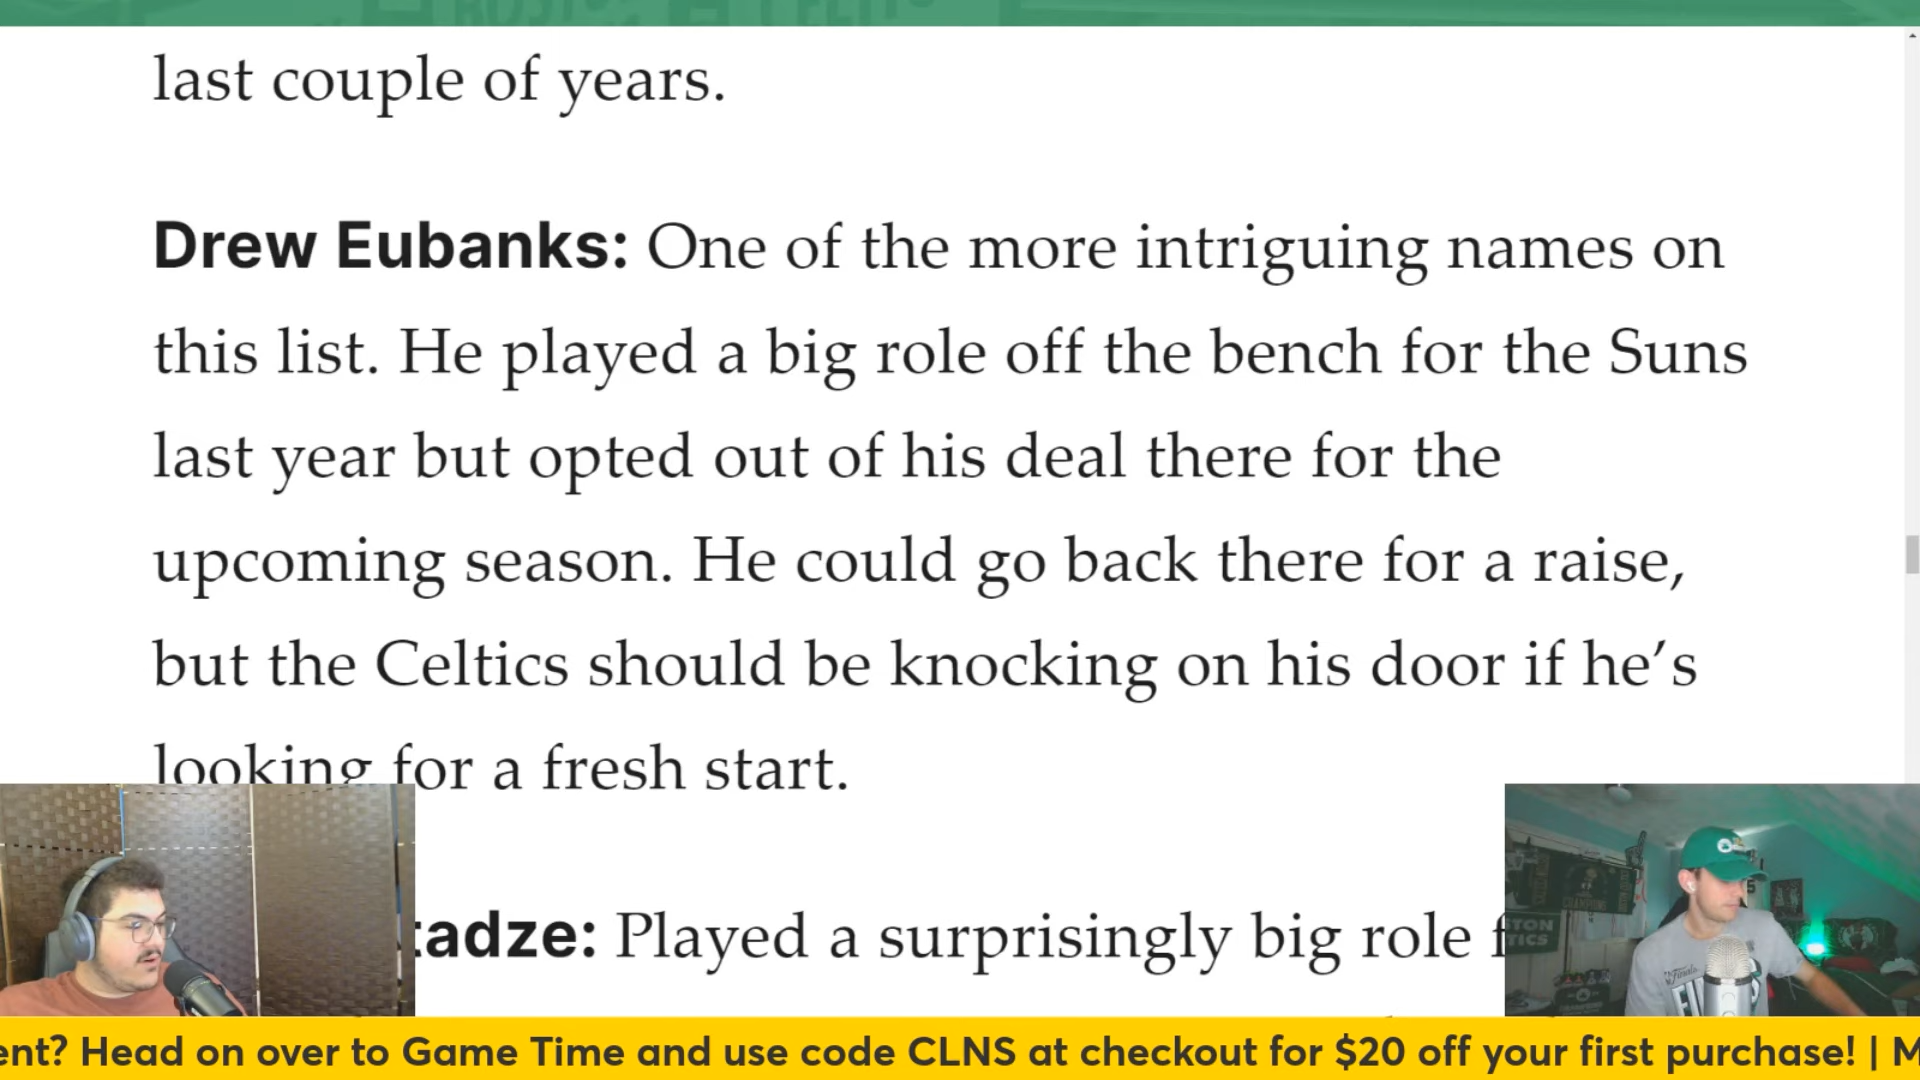 last couple of years.
Drew Eubanks: One of the more intriguing names on
this list. He played a big role off the bench for the Suns
last year but opted out of his deal there for the
upcoming season. He could go back there for a raise,
but the Celtics should be knocking on his door if he’s
looking for a fresh start.
tadze: Played a surprisingly big role f
ent? Head on over to Game Time and use code CLNS at checkout for $20 off your first purchase! | M